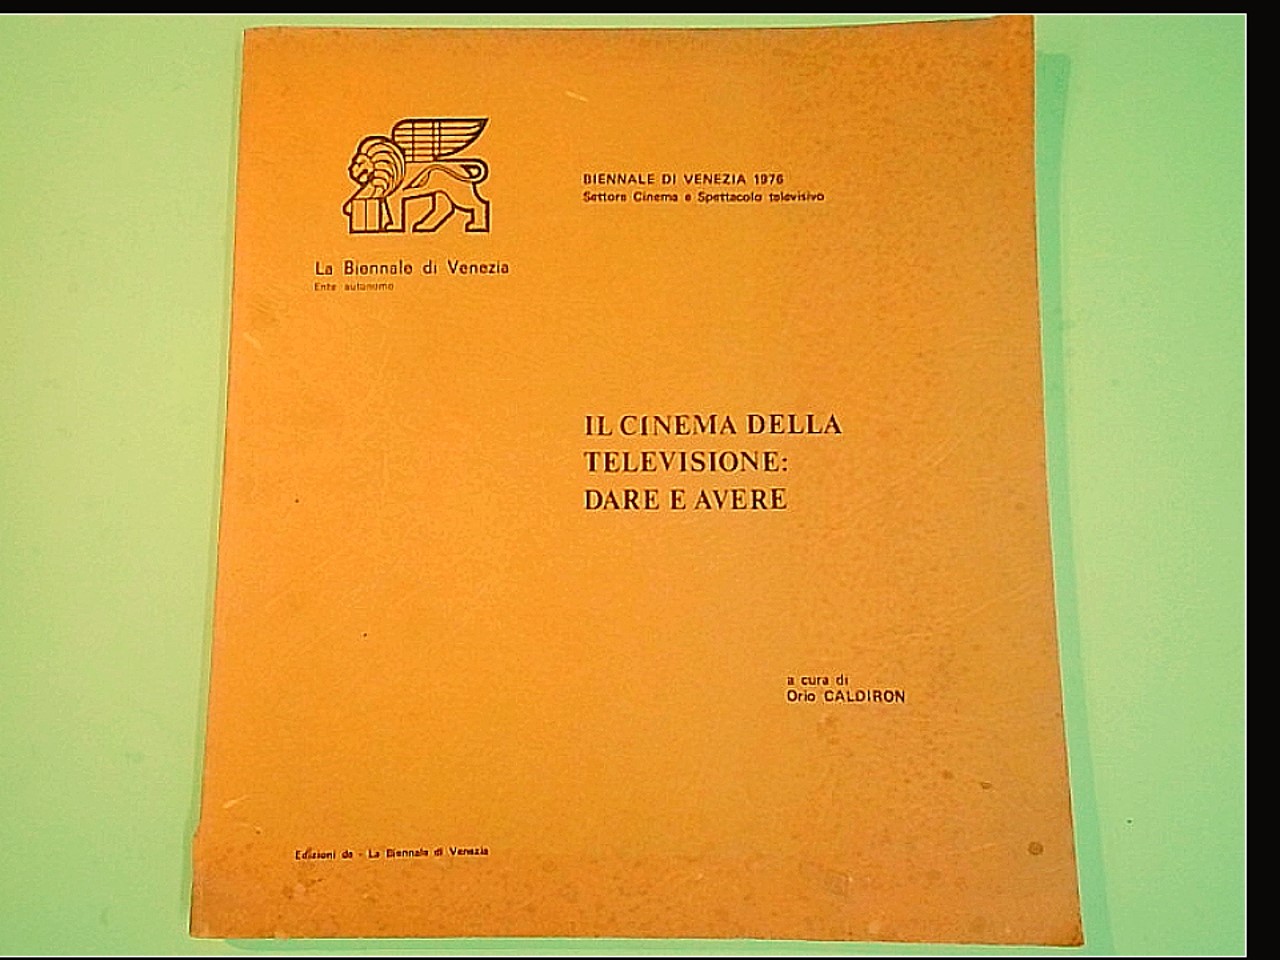 La Biennale di Venezia
Ente autonomo
BIENNALE DI VENEZIA 1976
Settore Cinema e Spettacolo televisivo
IL CINEMA DELLA
TELEVISIONE:
DARE E AVERE
a cura di
Orio CALDIRON
Edizioni de - La Biennale di Venezia